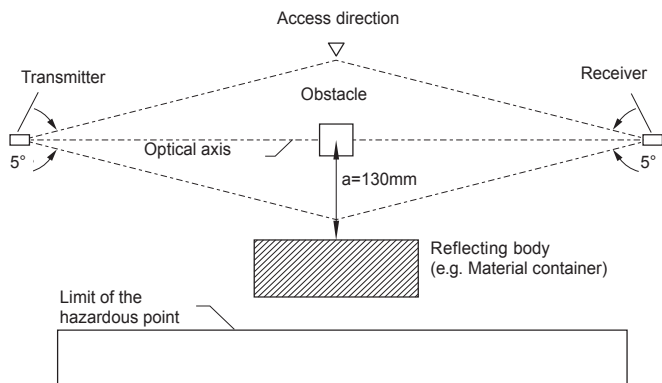 Access direction
Transmitter
Receiver
Obstacle
5°
Optical axis
5°
a=130mm
Reflecting body
(e.g. Material container)
Limit of the
hazardous point